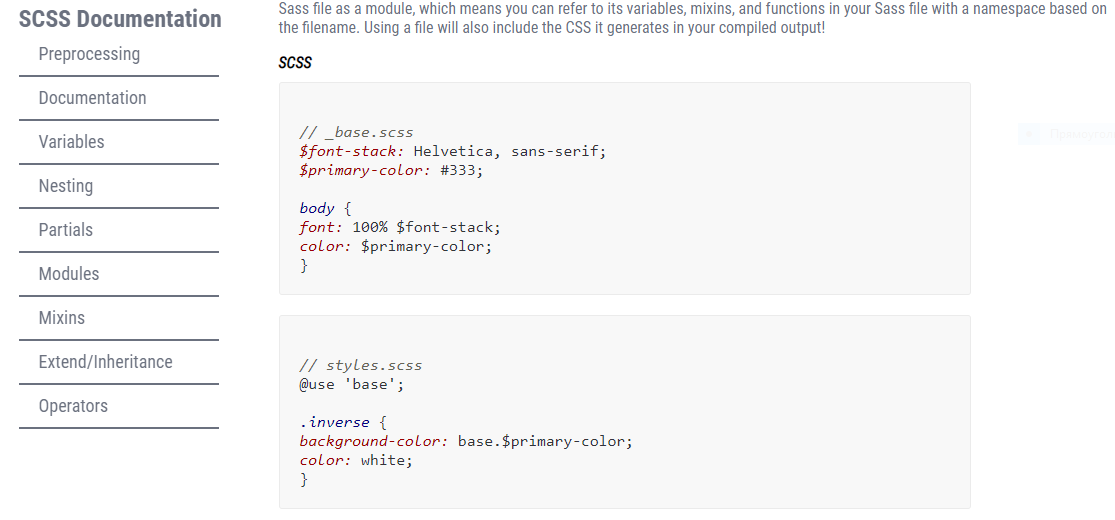 SCSS Documentation
Preprocessing
Documentation
Variables
Nesting
Partials
Modules
Mixins
Extend/Inheritance
Operators
Sass file as a module, which means you can refer to its variables, mixins, and functions in your Sass file with a namespace based on
the filename. Using a file will also include the CSS it generates in your compiled output!
SCSS
// _base.scss
$font-stack: Helvetica, sans-serif;
$primary-color: #333;
body {
font: 100% $font-stack;
color: $primary-color;
}
// styles.scss
@use 'base';
.inverse {
background-color: base.$primary-color;
color: white;
}